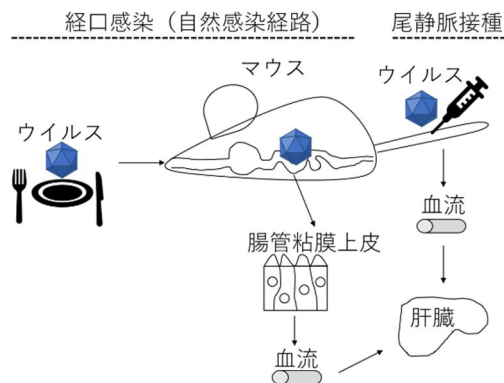 経口感染（自然感染経路）
尾静脈接種
マウス
ウイルス
ウイルス
血流
腸管粘膜上皮
肝臓
血流